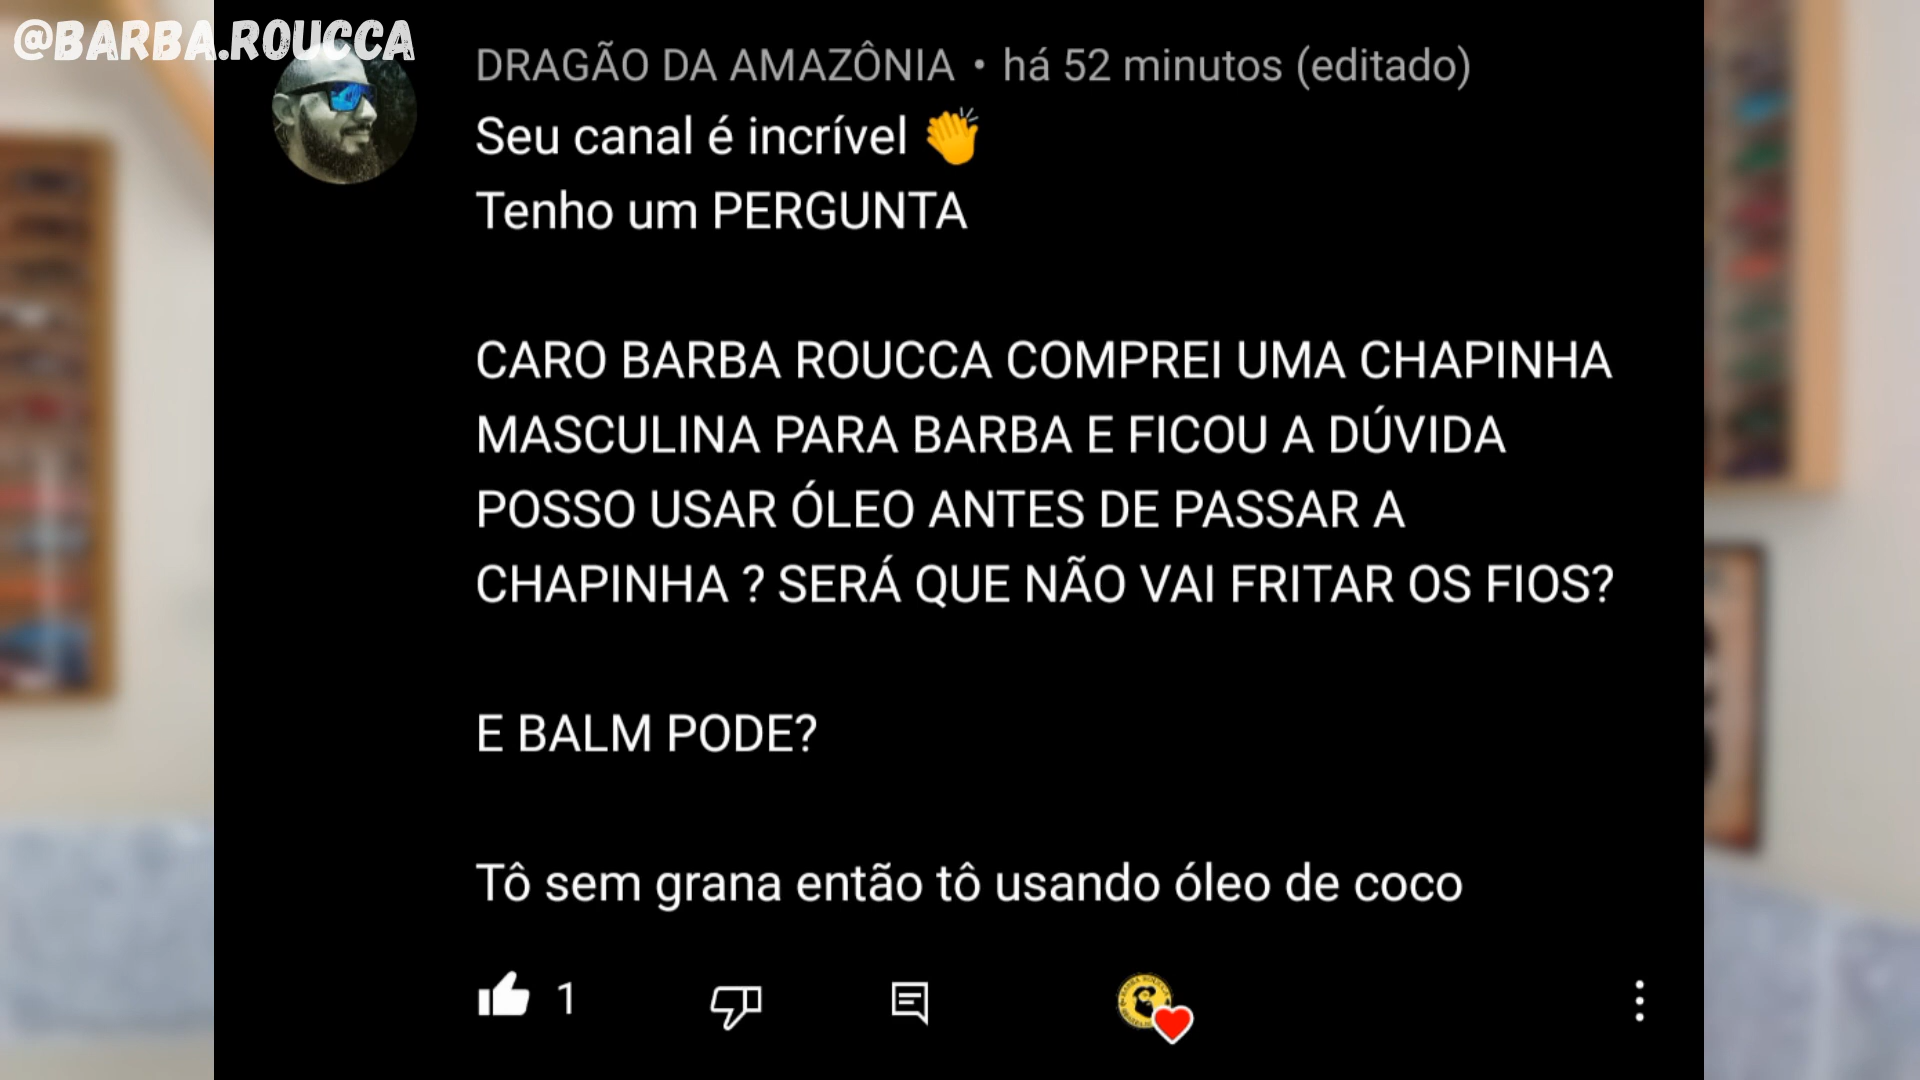 @BARBA.ROUCCA
DRAGÃO DA AMAZÔNIA • há 52 minutos (editado)
Seu canal é incrível 👏
Tenho um PERGUNTA
CARO BARBA ROUCCA COMPREI UMA CHAPINHA
MASCULINA PARA BARBA E FICOU A DÚVIDA
POSSO USAR ÓLEO ANTES DE PASSAR A
CHAPINHA ? SERÁ QUE NÃO VAI FRITAR OS FIOS?
E BALM PODE?
Tô sem grana então tô usando óleo de coco
1